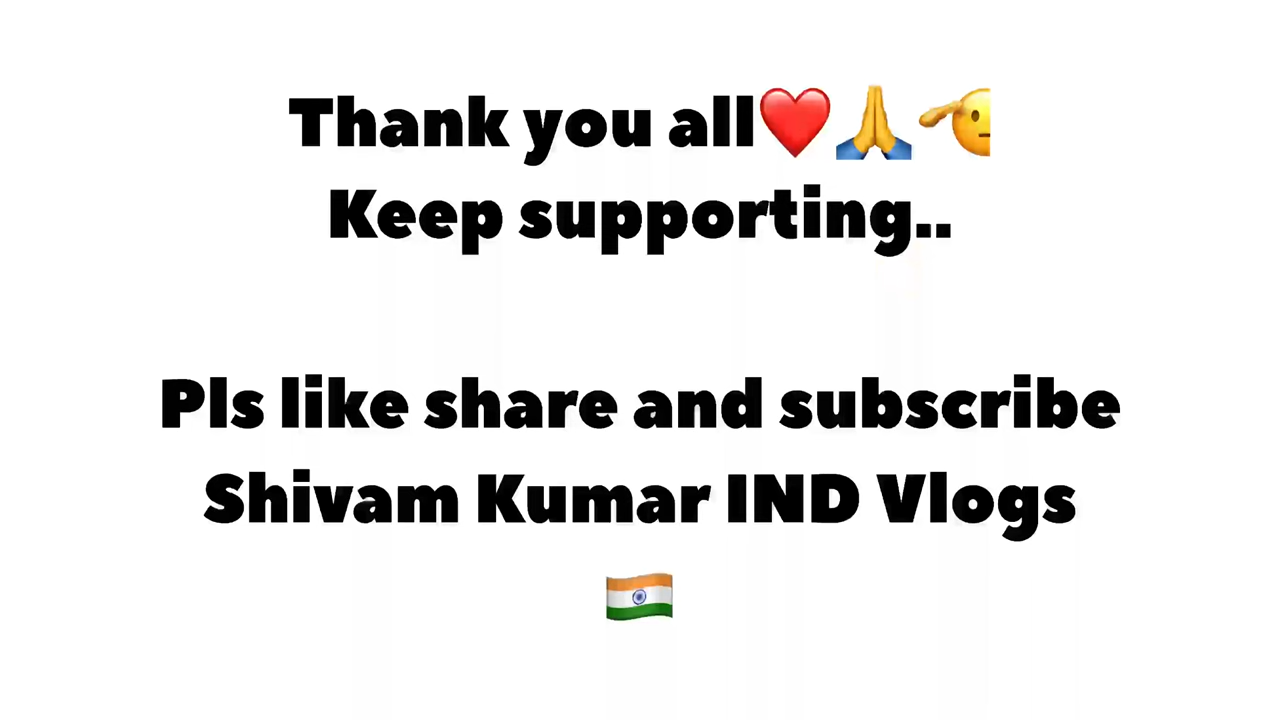 Thank you all❤️🙏🫡
Keep supporting..
Pls like share and subscribe
Shivam Kumar IND Vlogs
🇮🇳